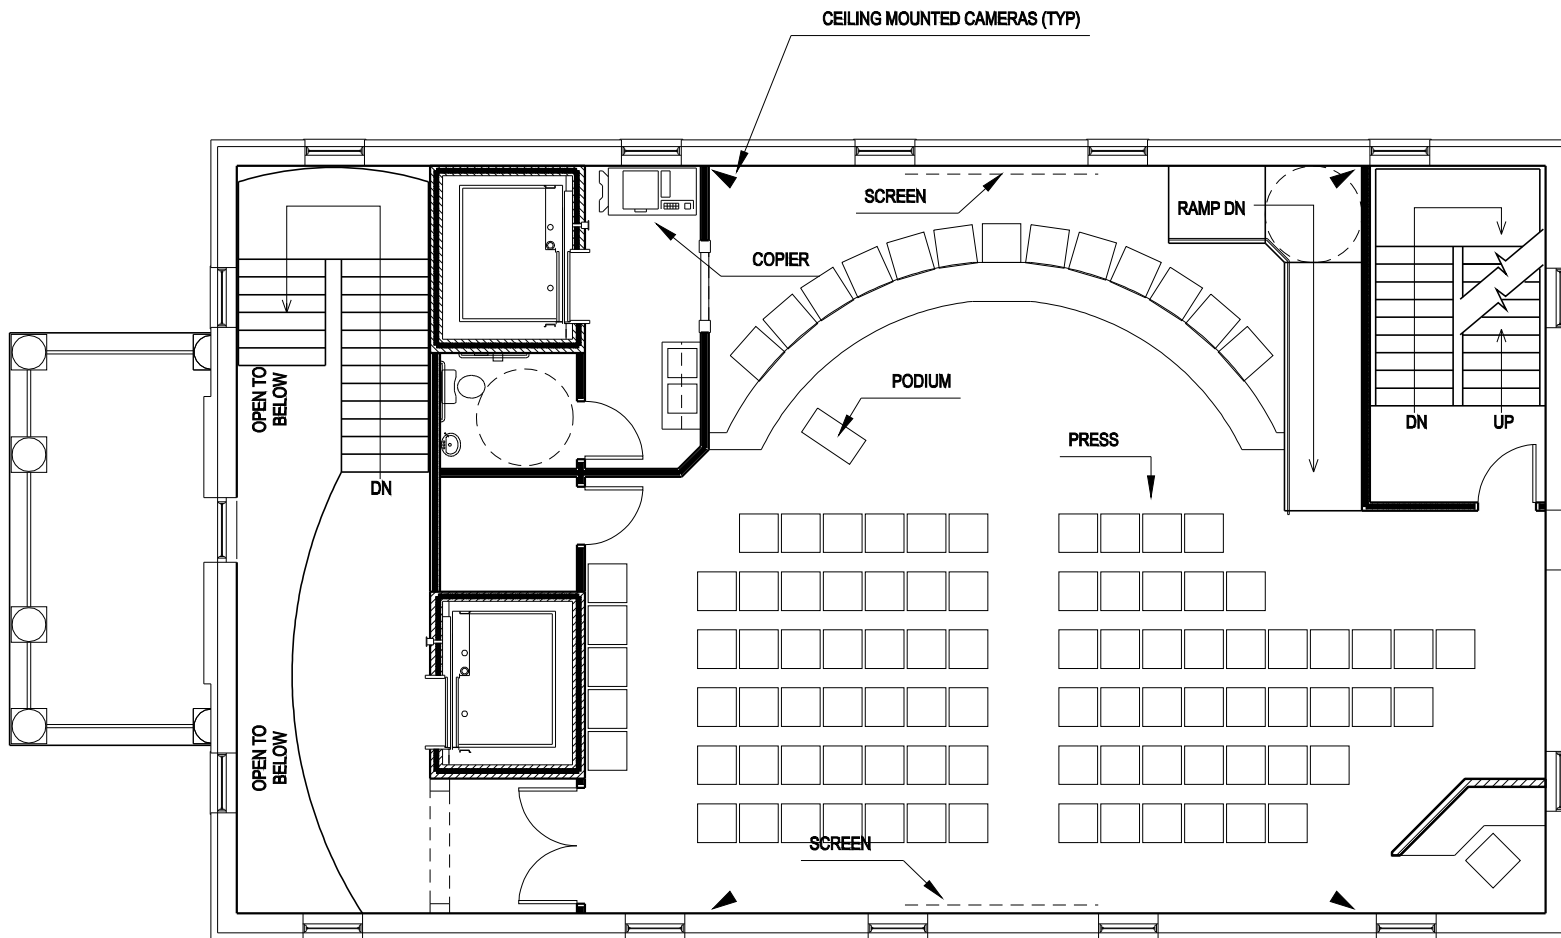 CEILING MOUNTED CAMERAS (TYP)
SCREEN
RAMP DN
COPIER
OPEN TO
BELOW
PODIUM
DN
UP
PRESS
DN
OPEN TO
BELOW
SCREEN